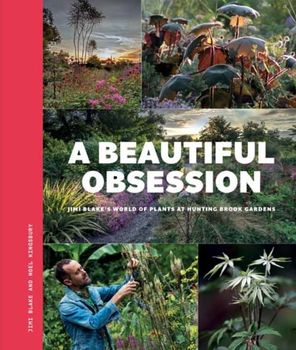 A BEAUTIFUL
OBSESSION
JIMI BLAKE'S WORLD OF PLANTS AT HUNTING BROOK GARDENS
JIMI BLAKE AND NOEL KINGSBURY